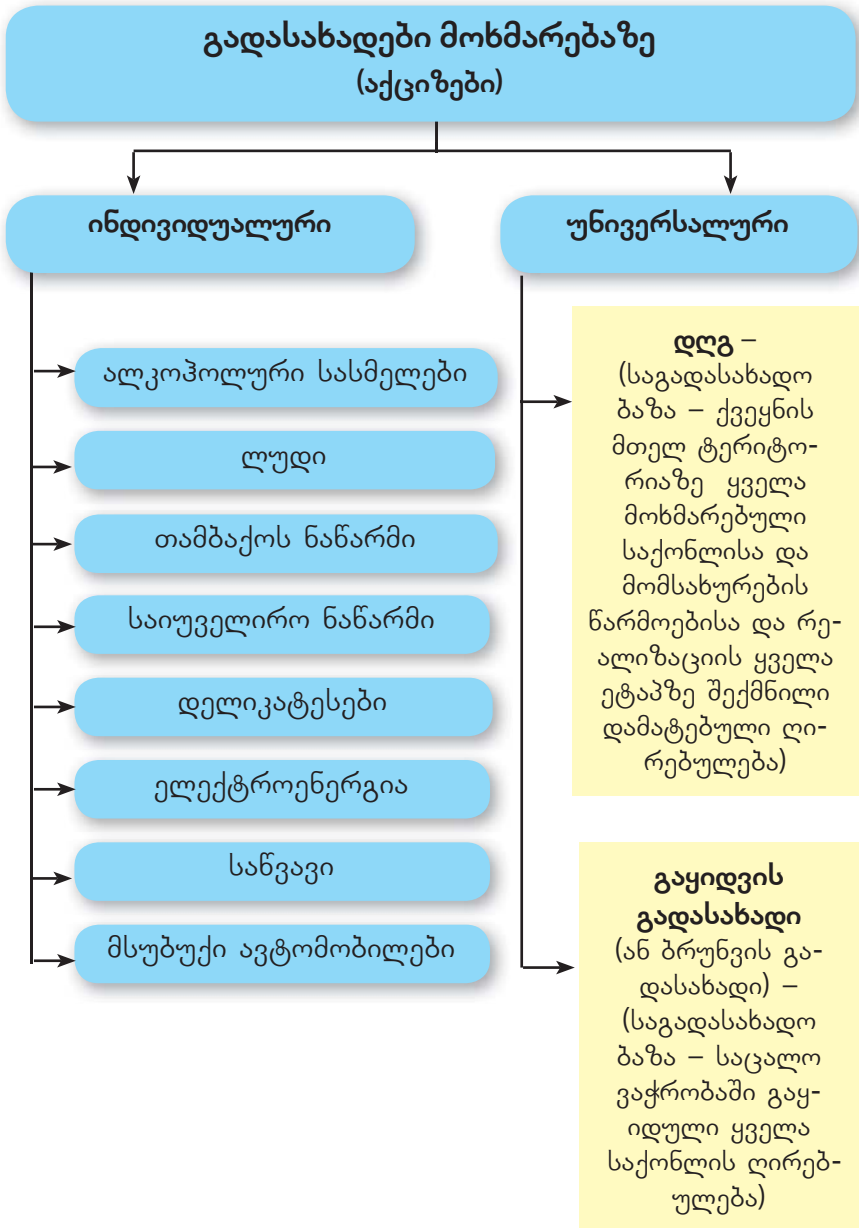 გადასახადები მოხმარებაზე
(აქციზები)
ინდივიდუალური
უნივერსალური
ალკოჰოლური სასმელები
ლუდი
თამბაქოს ნაწარმი
საიუველირო ნაწარმი
დელიკატესები
ელექტროენერგია
საწვავი
მსუბუქი ავტომობილები
დღგ –
(საგადასახადო
ბაზა – ქვეყნის
მთელ ტერიტო-
რიაზე ყველა
მოხმარებული
საქონლისა და
მომსახურების
წარმოებისა და რე-
ალიზაციის ყველა
ეტაპზე შექმნილი
დამატებული ღი-
რებულება)
გაყიდვის
გადასახადი
(ან ბრუნვის გა-
დასახადი) –
(საგადასახადო
ბაზა – საცალო
ვაჭრობაში გაყ-
იდული ყველა
საქონლის ღირებ-
ულება)